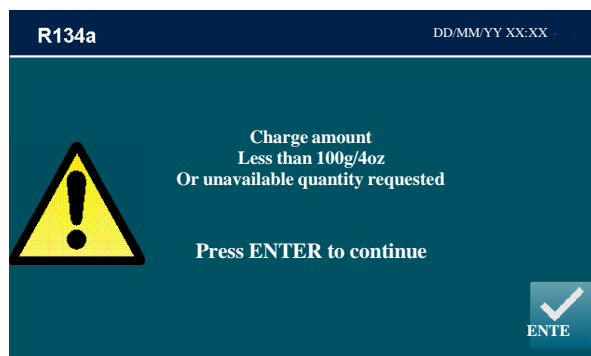 R134a
DD/MM/YY XX:XX
Charge amount
Less than 100g/4oz
Or unavailable quantity requested
Press ENTER to continue
ENTE